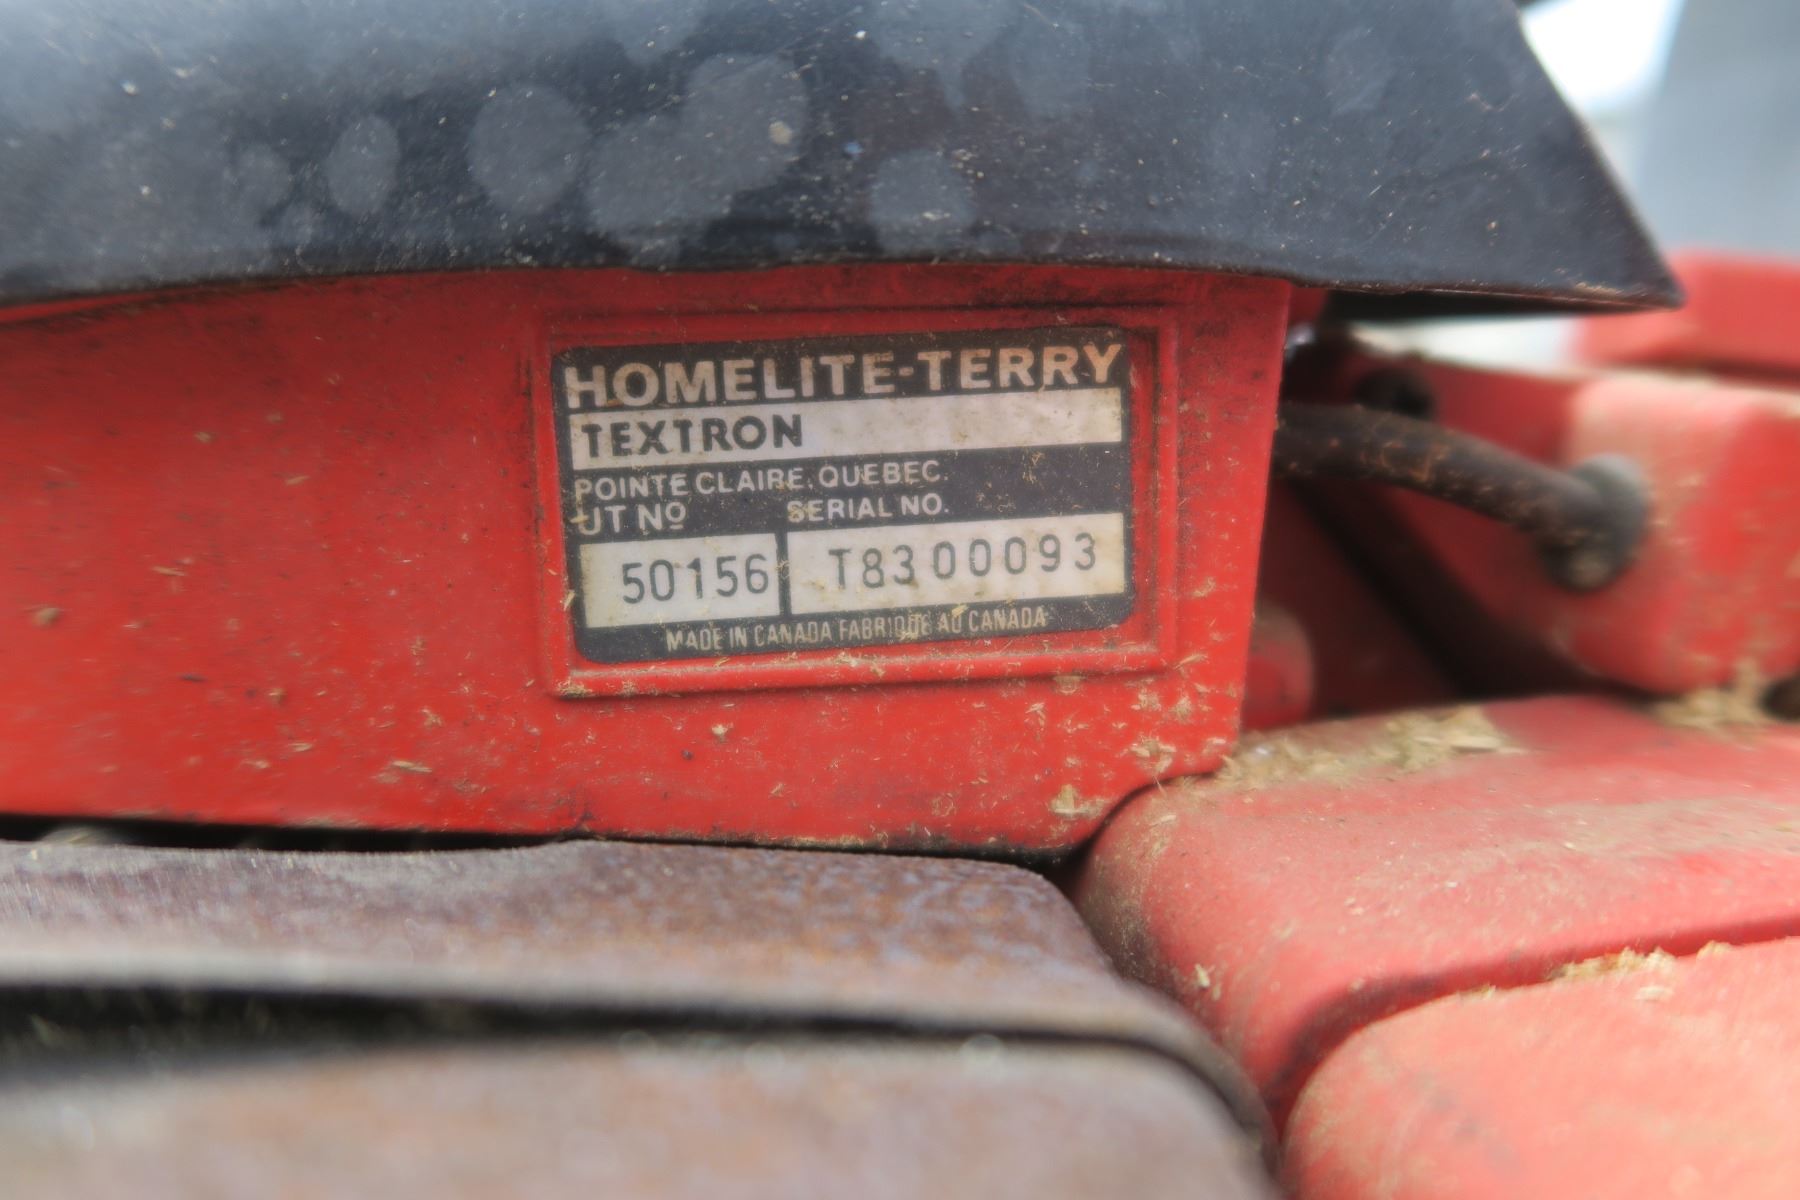 HOMELITE-TERRY
TEXTRON
POINTE CLAIRE, QUEBEC.
UT Nº SERIAL NO.
50156 T8300093
MADE IN CANADA FABRIQUE AU CANADA